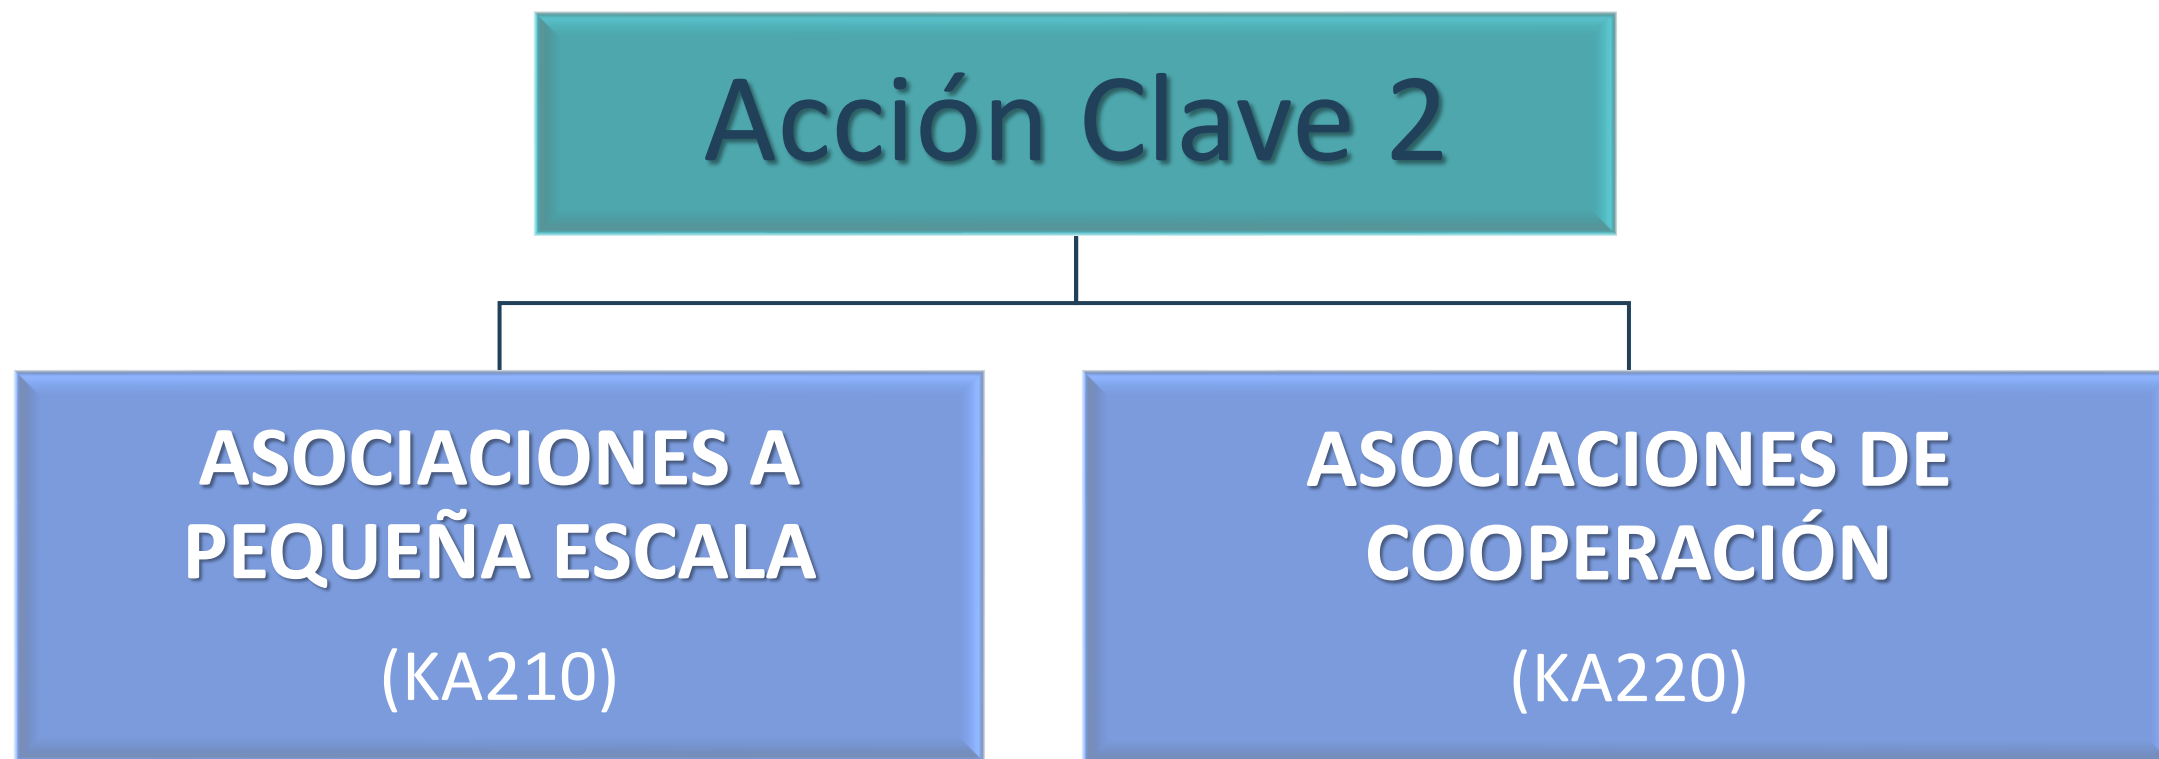 Acción Clave 2
ASOCIACIONES A
PEQUEÑA ESCALA
(KA210)
ASOCIACIONES DE
COOPERACIÓN
(KA220)